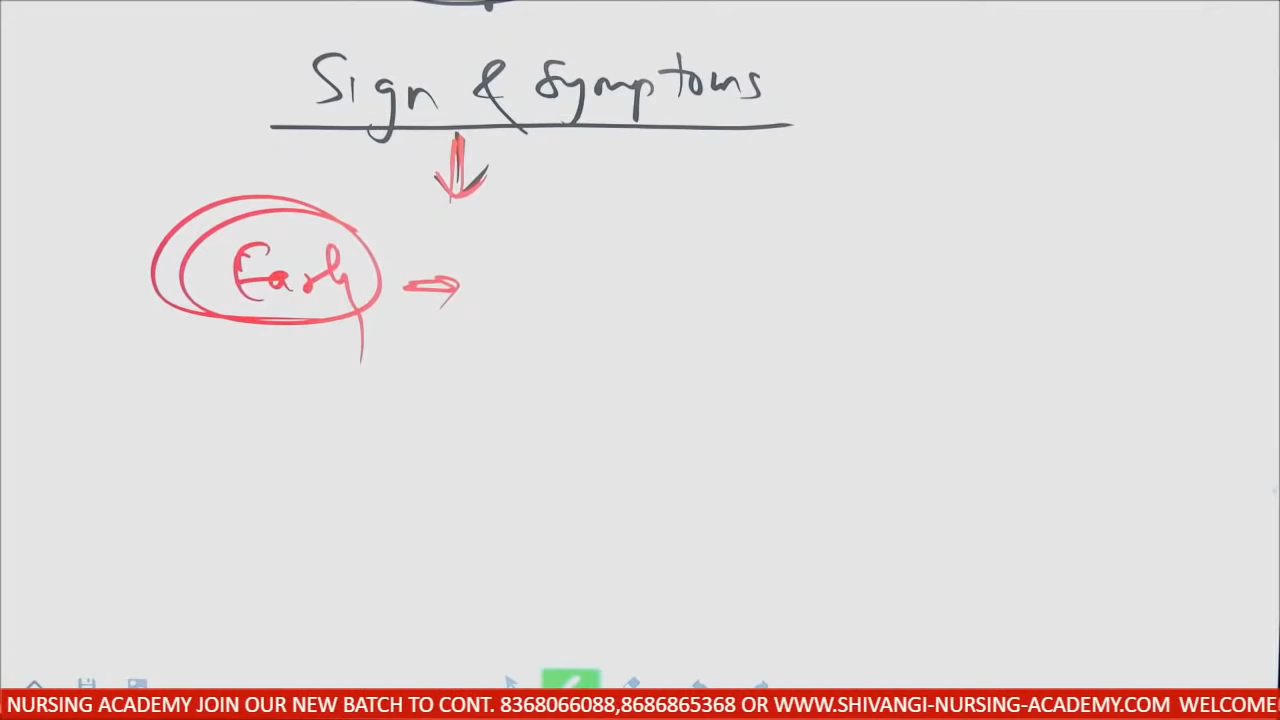 Sign & Symptoms
Early
NURSING ACADEMY JOIN OUR NEW BATCH TO CONT. 8368066088,8686865368 OR WWW.SHIVANGI-NURSING-ACADEMY.COM WELCOME